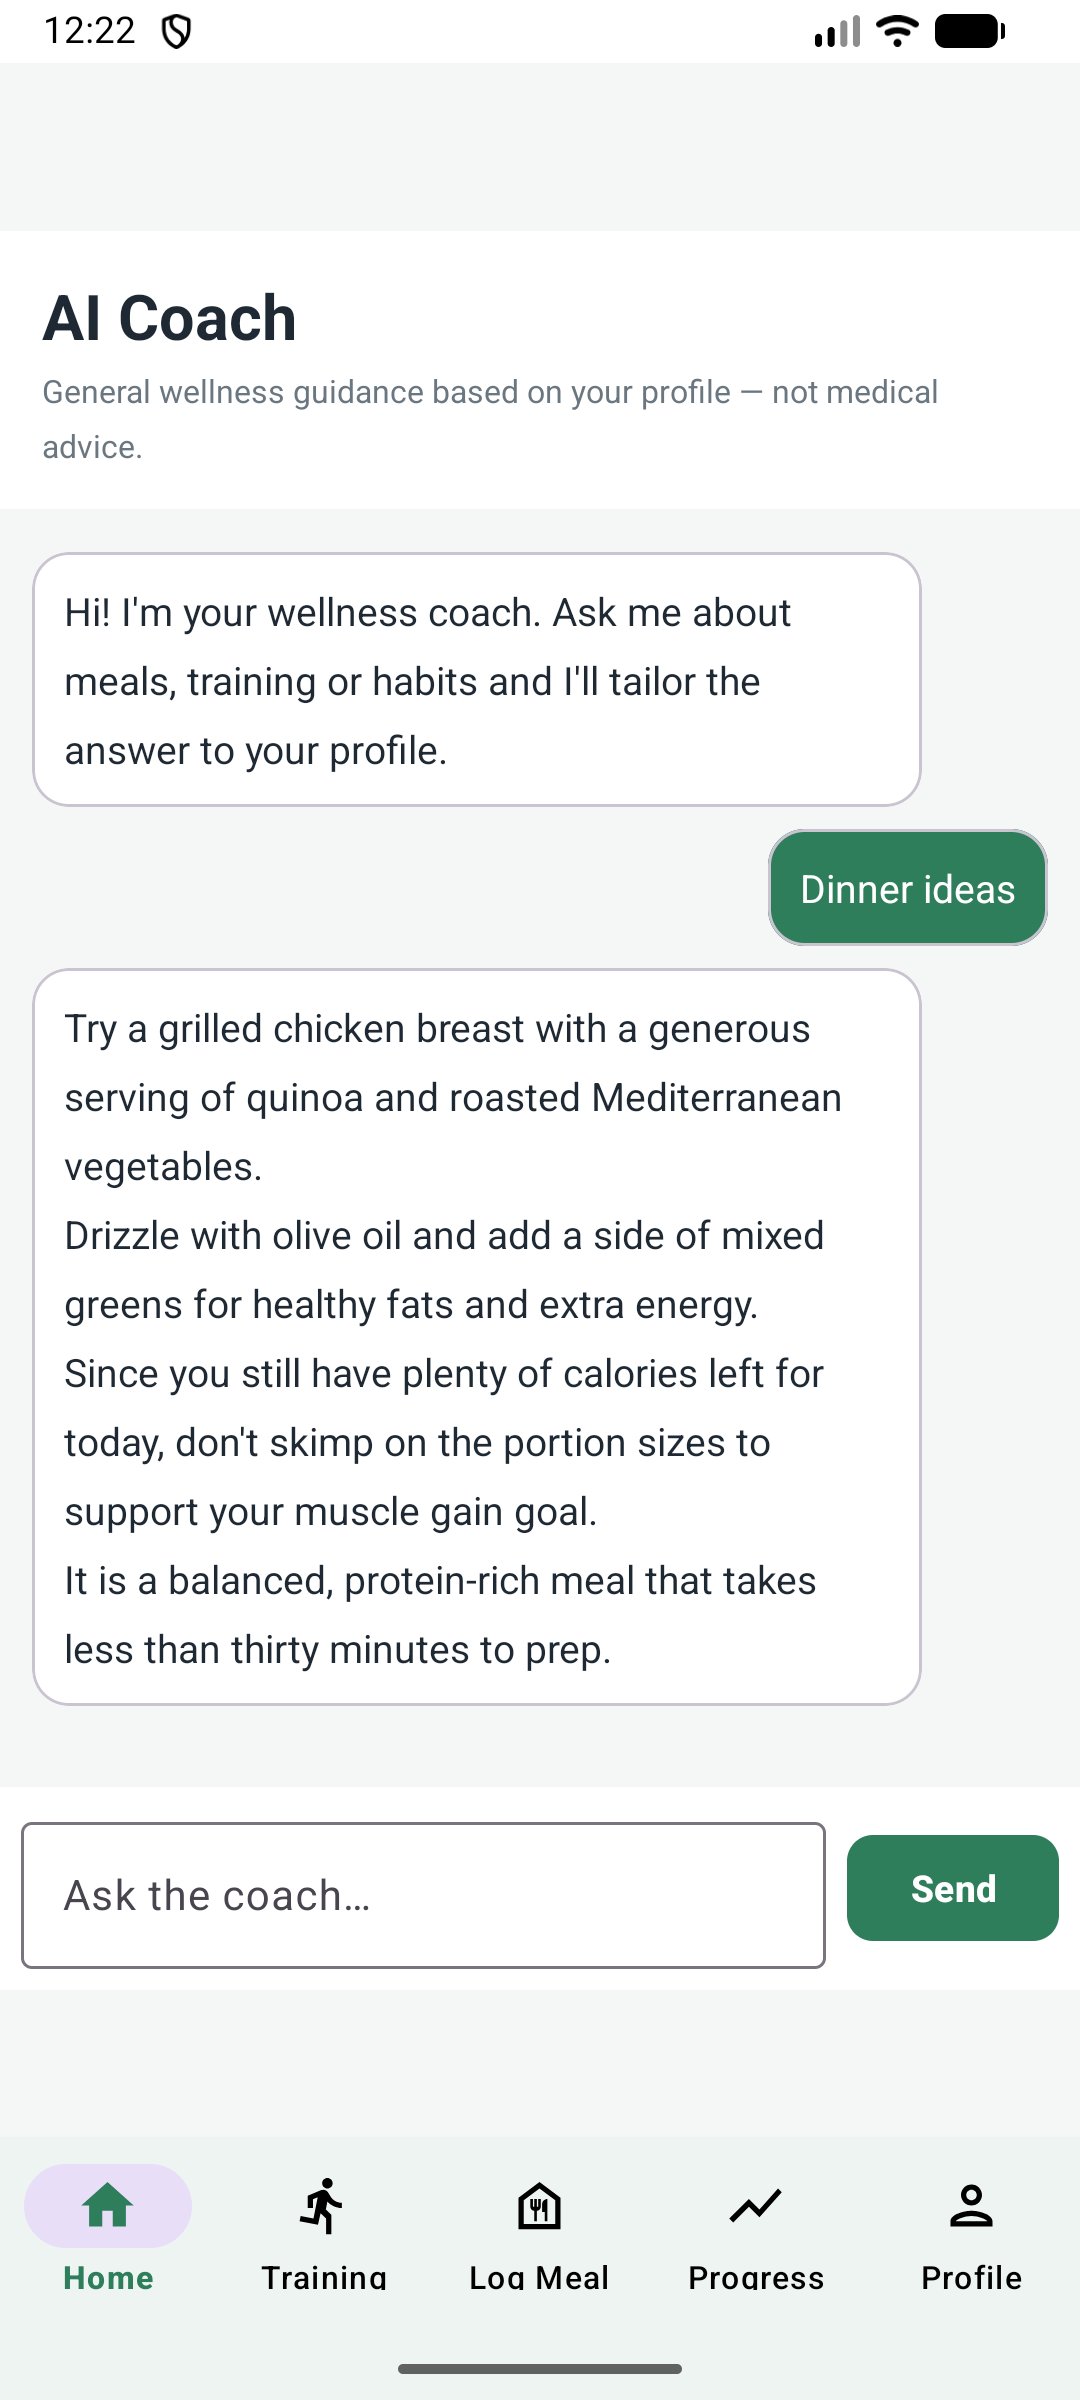 12:22
AI Coach
General wellness guidance based on your profile — not medical
advice.
Hi! I'm your wellness coach. Ask me about
meals, training or habits and I'll tailor the
answer to your profile.
Dinner ideas
Try a grilled chicken breast with a generous
serving of quinoa and roasted Mediterranean
vegetables.
Drizzle with olive oil and add a side of mixed
greens for healthy fats and extra energy.
Since you still have plenty of calories left for
today, don't skimp on the portion sizes to
support your muscle gain goal.
It is a balanced, protein-rich meal that takes
less than thirty minutes to prep.
Ask the coach…
Send
Home
Training
Log Meal
Progress
Profile